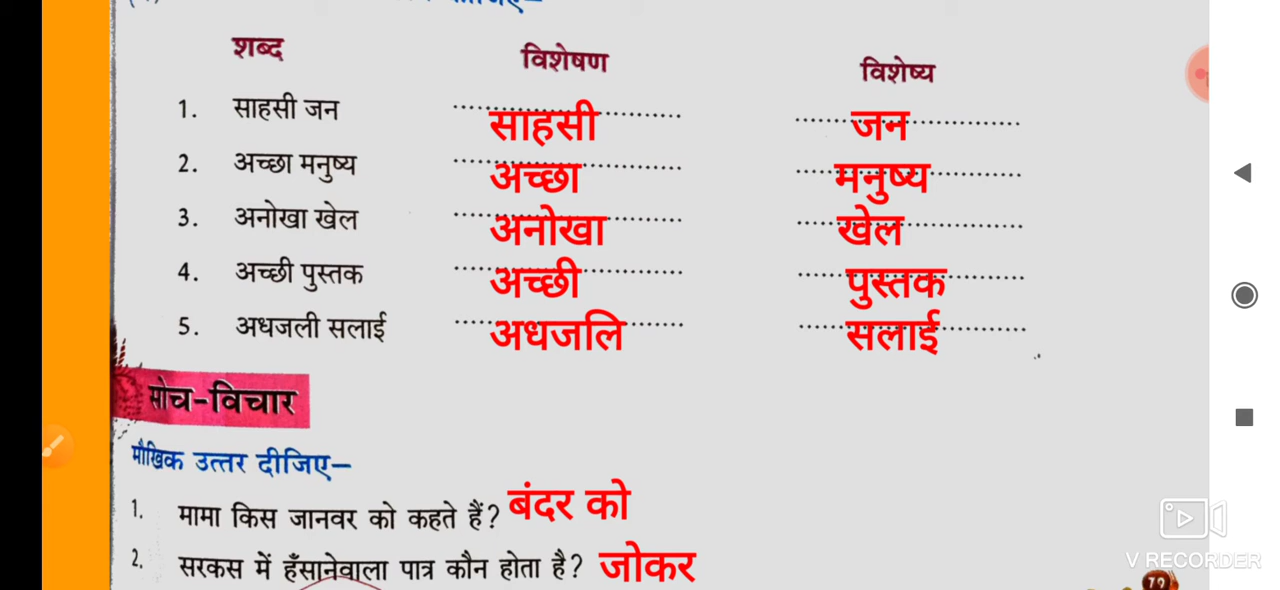 शब्द विशेषण विशेष्य
1. साहसी जन साहसी जन
2. अच्छा मनुष्य अच्छा मनुष्य
3. अनोखा खेल अनोखा खेल
4. अच्छी पुस्तक अच्छी पुस्तक
5. अधजली सलाई अधजलि सलाई
सोच-विचार
मौखिक उत्तर दीजिए–
1. मामा किस जानवर को कहते हैं? बंदर को
2. सरकस में हँसानेवाला पात्र कौन होता है? जोकर
V RECORDER